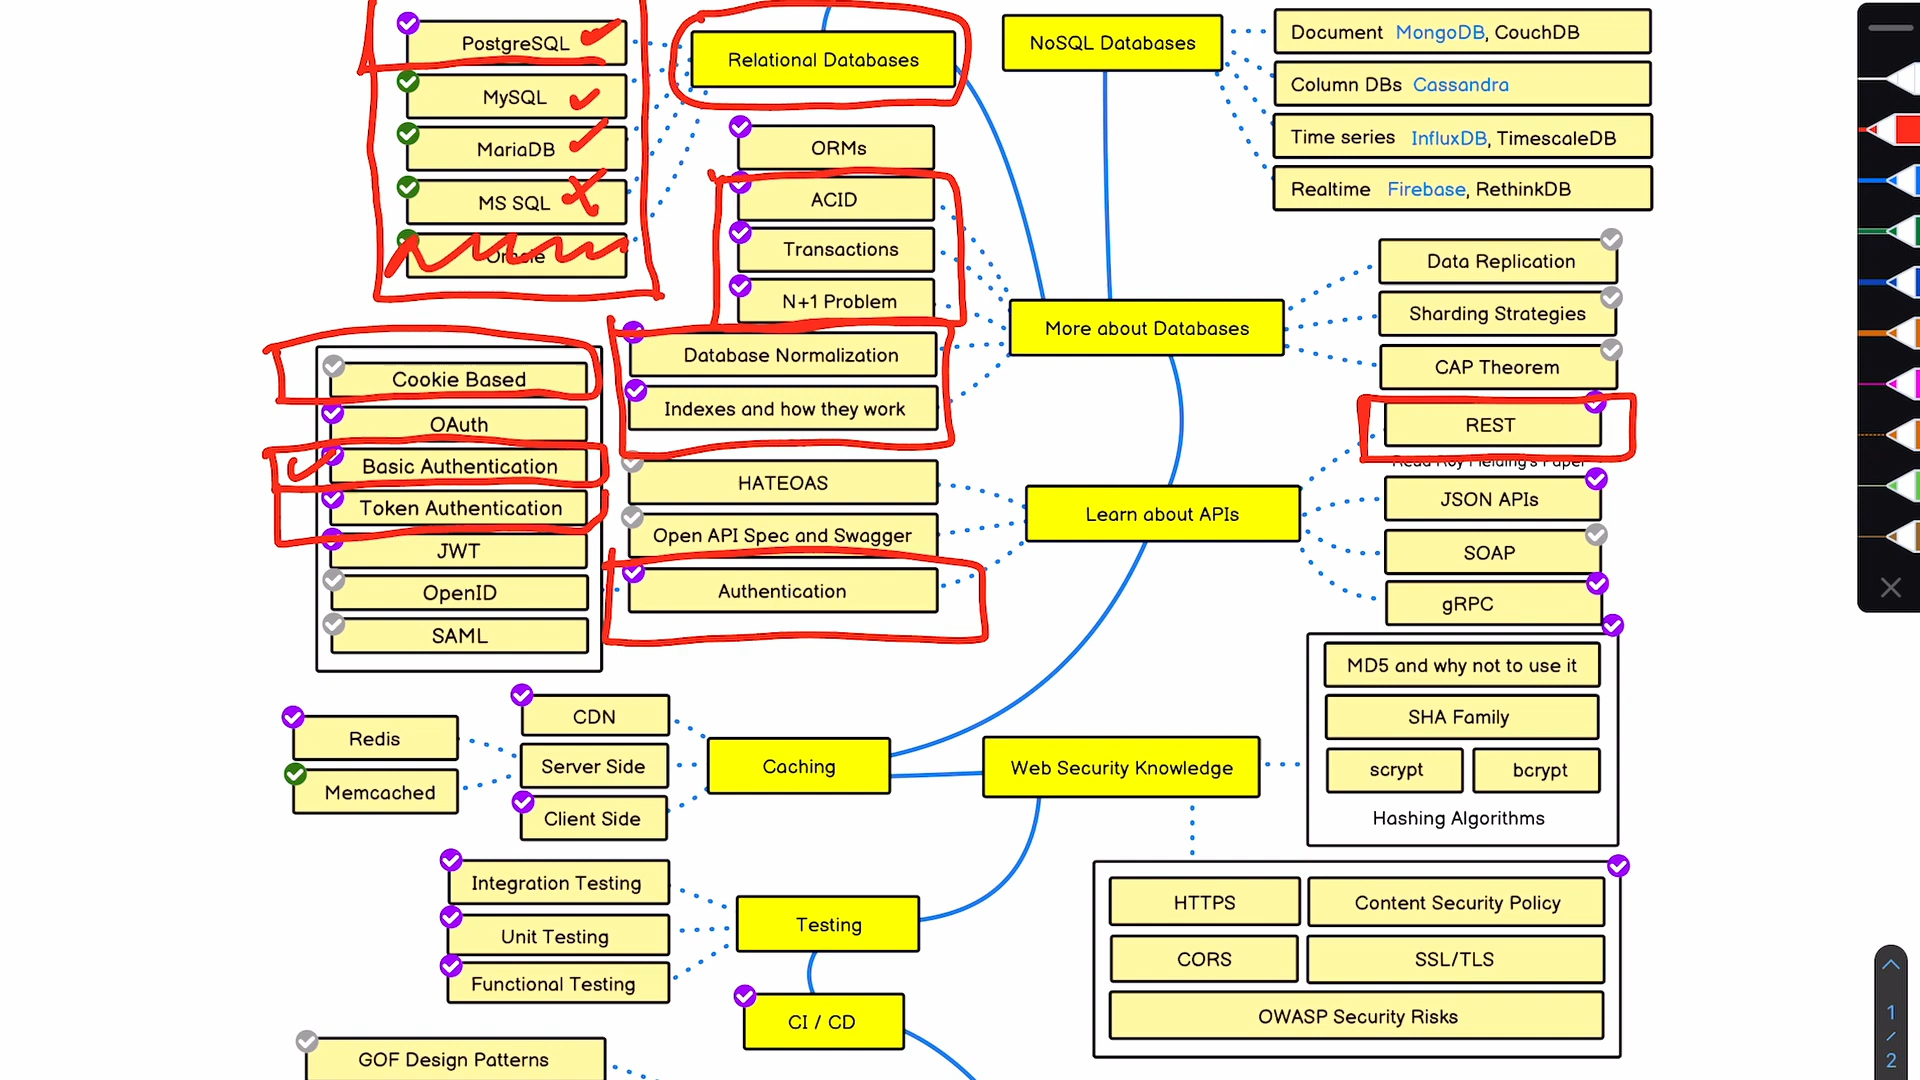 PostgreSQL
MySQL
MariaDB
MS SQL
Oracle
Relational Databases
NoSQL Databases
Document MongoDB, CouchDB
Column DBs Cassandra
Time series InfluxDB, TimescaleDB
Realtime Firebase, RethinkDB
ORMs
ACID
Transactions
N+1 Problem
Database Normalization
Indexes and how they work
More about Databases
Data Replication
Sharding Strategies
CAP Theorem
Cookie Based
OAuth
Basic Authentication
Token Authentication
JWT
OpenID
SAML
HATEOAS
Open API Spec and Swagger
Authentication
Learn about APIs
REST
Read Roy Fielding's Paper
JSON APIs
SOAP
gRPC
MD5 and why not to use it
SHA Family
scrypt
bcrypt
Hashing Algorithms
Redis
Memcached
CDN
Server Side
Client Side
Caching
Web Security Knowledge
Integration Testing
Unit Testing
Functional Testing
Testing
CI / CD
HTTPS
Content Security Policy
CORS
SSL/TLS
OWASP Security Risks
GOF Design Patterns
1
/
2